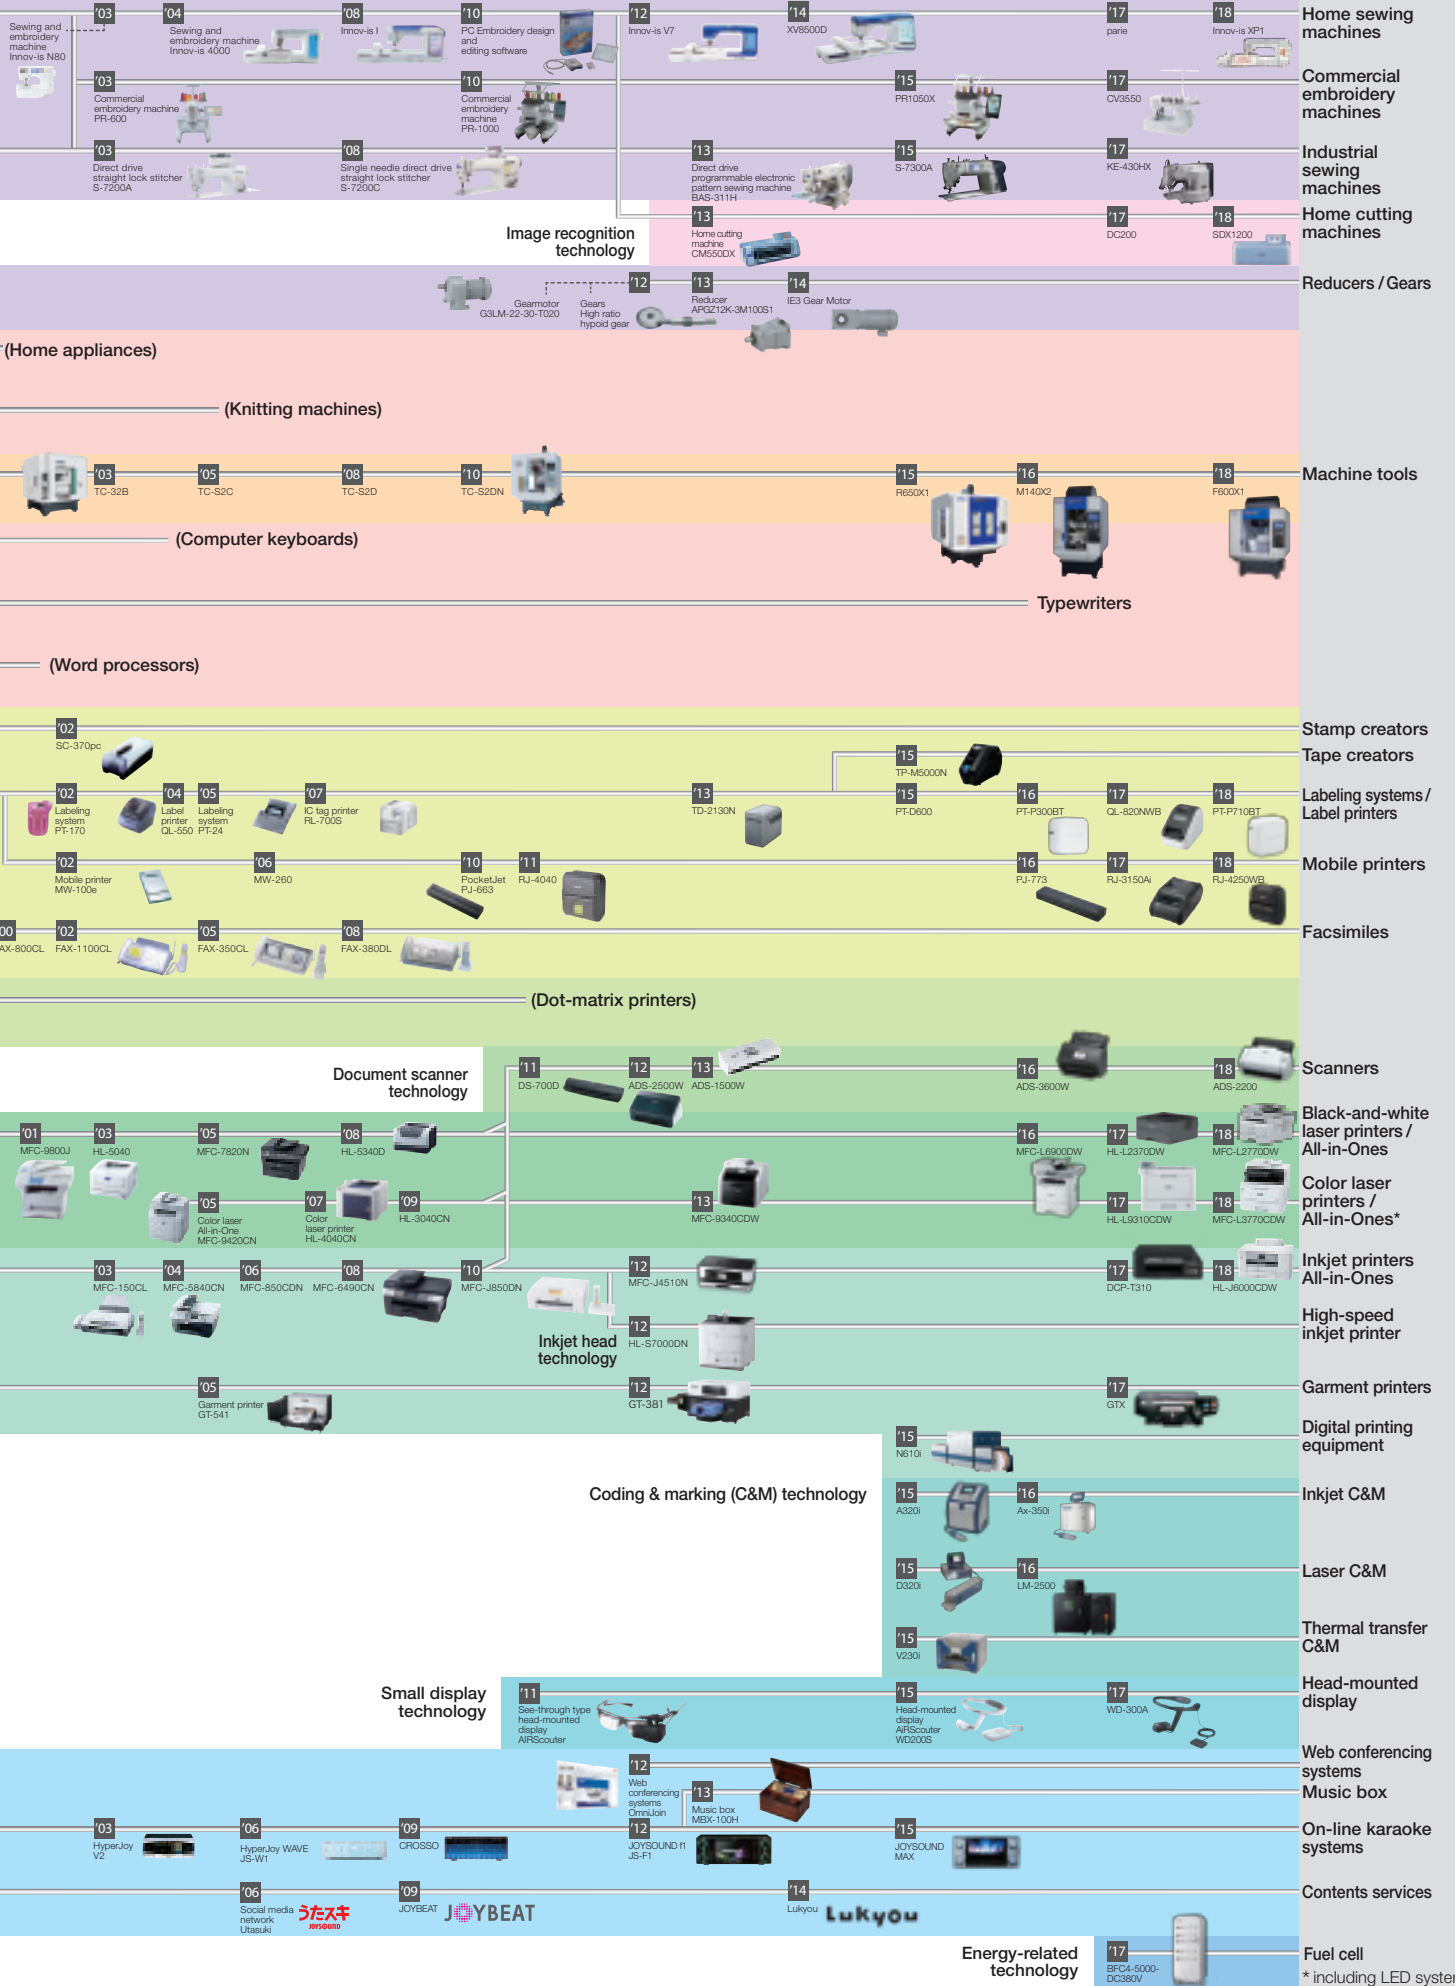 '03
'04
'08
'10
'12
'14
'17
'18
Home sewing
machines
Sewing and
embroidery
machine
Innov-is N80
Sewing and
embroidery machine
Innov-is 4000
Innov-is I
PC Embroidery design
and
editing software
Innov-is V7
XV8500D
parie
Innov-is XP1
'03
'10
'15
'17
Commercial
embroidery
machines
Commercial
embroidery machine
PR-600
Commercial
embroidery
machine
PR-1000
PR1050X
CV3550
'03
'08
'13
'15
'17
Industrial
sewing
machines
Direct drive
straight lock stitcher
S-7200A
Single needle direct drive
straight lock stitcher
S-7200C
Direct drive
programmable electronic
pattern sewing machine
BAS-311H
S-7300A
KE-430HX
Image recognition
technology
'13
'17
'18
Home cutting
machines
Home cutting
machine
CM550DX
DC200
SDX1200
'12
'13
'14
Reducers / Gears
Gearmotor
G3LM-22-30-T020
Gears
High ratio
hypoid gear
Reducer
APGZ12K-3M100S1
IE3 Gear Motor
(Home appliances)
(Knitting machines)
'03
'05
'08
'10
'15
'16
'18
Machine tools
TC-32B
TC-S2C
TC-S2D
TC-S2DN
R650X1
M140X2
F600X1
(Computer keyboards)
Typewriters
(Word processors)
'02
Stamp creators
SC-370pc
'15
Tape creators
TP-M5000N
'02
'04
'05
'07
'13
'15
'16
'17
'18
Labeling systems /
Label printers
Labeling
system
PT-170
Label
printer
QL-550
Labeling
system
PT-24
IC tag printer
RL-700S
TD-2130N
PT-D600
PT-P300BT
QL-820NWB
PT-P710BT
'02
'06
'10
'11
'16
'17
'18
Mobile printers
Mobile printer
MW-100e
MW-260
PocketJet
PJ-663
RJ-4040
PJ-773
RJ-3150Ai
RJ-4250WB
00
'02
'05
'08
Facsimiles
AX-800CL
FAX-1100CL
FAX-350CL
FAX-380DL
(Dot-matrix printers)
Document scanner
technology
'11
'12
'13
'16
'18
Scanners
DS-700D
ADS-2500W
ADS-1500W
ADS-3600W
ADS-2200
'01
'03
'05
'08
'16
'17
'18
Black-and-white
laser printers /
All-in-Ones
MFC-9800J
HL-5040
MFC-7820N
HL-5340D
MFC-L6900DW
HL-L2370DW
MFC-L2770DW
'05
'07
'09
'13
'17
'18
Color laser
printers /
All-in-Ones*
Color laser
All-in-One
MFC-9420CN
Color
laser printer
HL-4040CN
HL-3040CN
MFC-9340CDW
HL-L9310CDW
MFC-L3770CDW
'03
'04
'06
'08
'10
'12
'17
'18
Inkjet printers
All-in-Ones
MFC-150CL
MFC-5840CN
MFC-850CDN
MFC-6490CN
MFC-J850DN
MFC-J4510N
DCP-T310
HL-J6000CDW
Inkjet head
technology
'12
High-speed
inkjet printer
HL-S7000DN
'05
'12
'17
Garment printers
Garment printer
GT-541
GT-381
GTX
'15
Digital printing
equipment
N610i
Coding & marking (C&M) technology
'15
'16
Inkjet C&M
A320i
Ax-350i
'15
'16
Laser C&M
D320i
LM-2500
'15
Thermal transfer
C&M
V230i
Small display
technology
'11
'15
'17
Head-mounted
display
See-through type
head-mounted
display
AIRScouter
Head-mounted
display
AiRScouter
WD200S
WD-300A
'12
Web conferencing
systems
Web
conferencing
systems
OmniJoin
'13
Music box
Music box
MBX-100H
'03
'06
'09
'12
'15
On-line karaoke
systems
HyperJoy
V2
HyperJoy WAVE
JS-W1
CROSSO
JOYSOUND f1
JS-F1
JOYSOUND
MAX
'06
'09
'14
Contents services
Social media
network
Utasuki
うたスキ
JOYSOUND
JOYBEAT
JOYBEAT
Lukyou
Lukyou
Energy-related
technology
'17
Fuel cell
BFC4-5000-
DC380V
* including LED syste